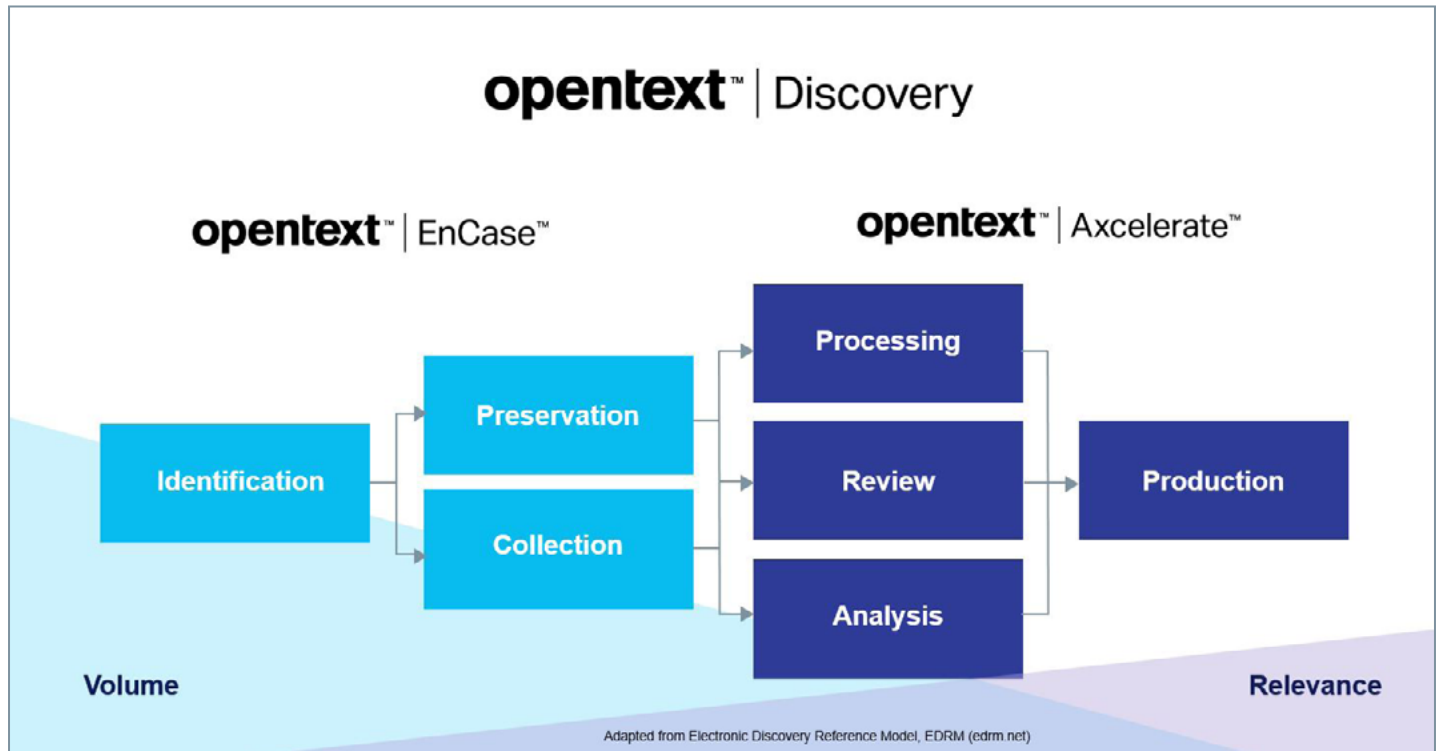 opentext™ | Discovery
opentext™ | EnCase™
opentext™ | Axcelerate™
Identification
Preservation
Collection
Processing
Review
Analysis
Production
Volume
Relevance
Adapted from Electronic Discovery Reference Model, EDRM (edrm.net)